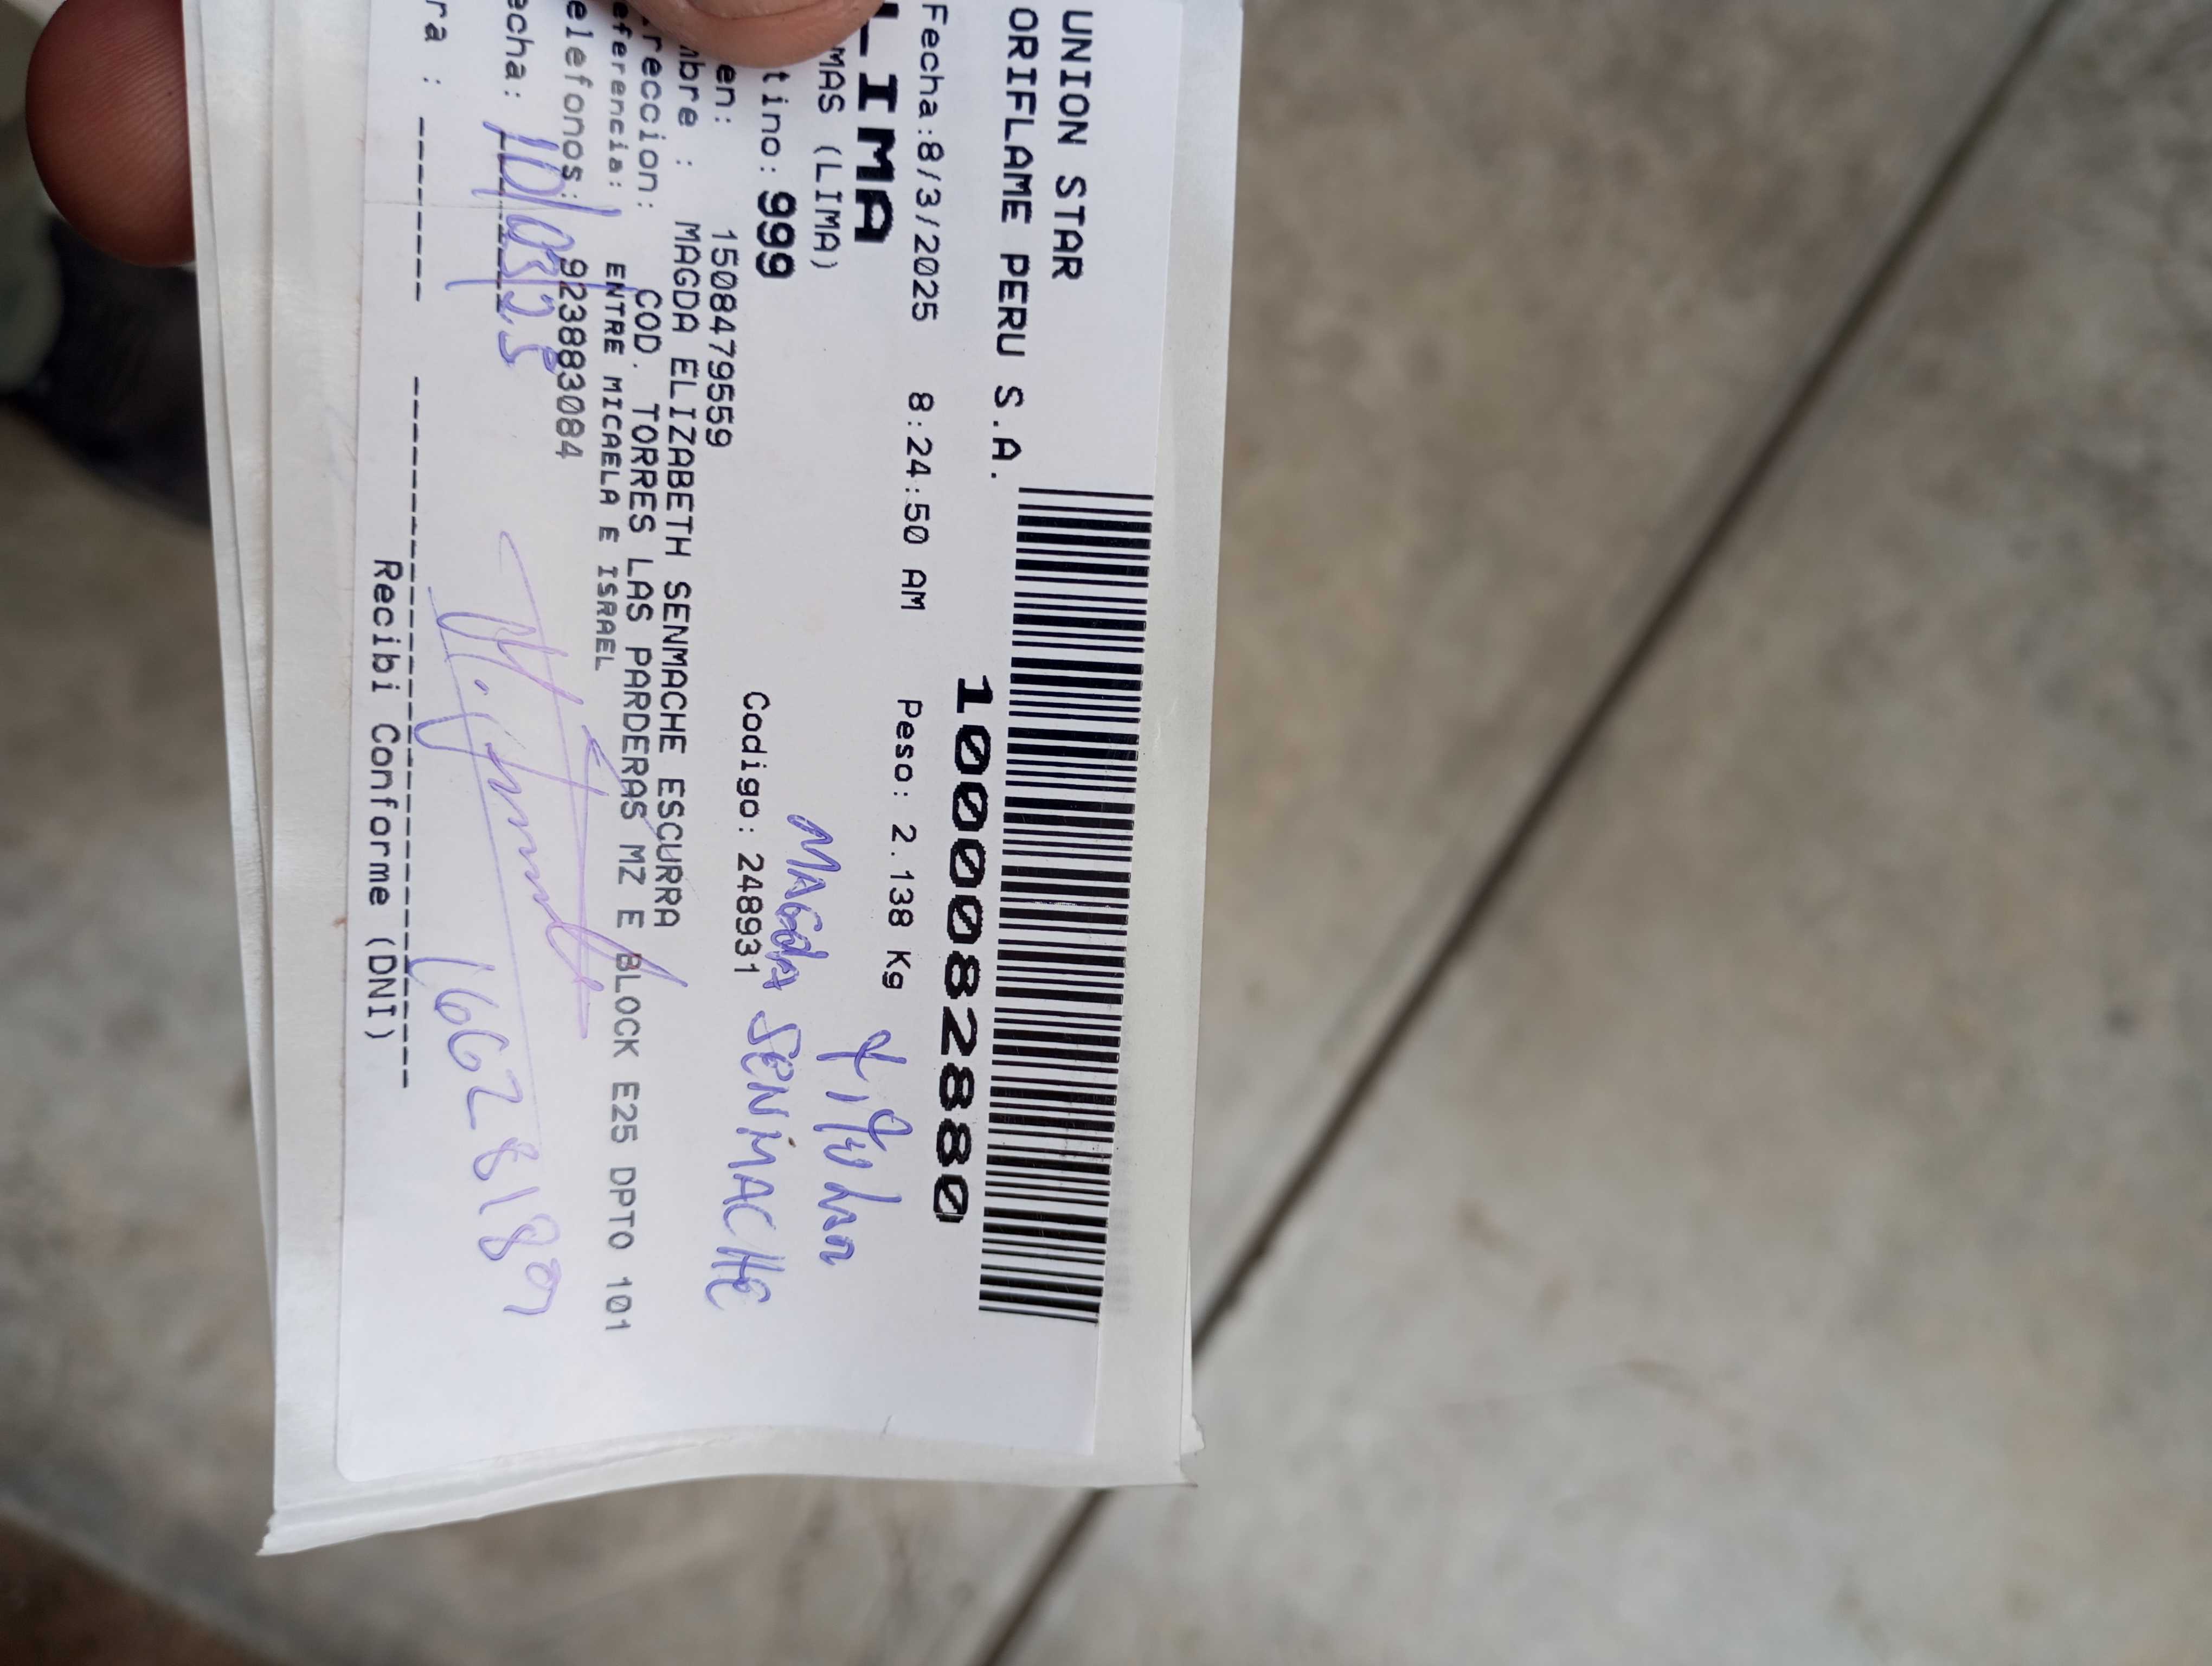 UNION STAR
ORIFLAME PERU S.A.
1000082880
Fecha:8/3/2025 8:24:50 AM Peso: 2.138 Kg
LIMA
MAS (LIMA)
Titular
tino: 999
MAGDA SENMACHE
Codigo: 248931
en: 1508479559
mbre : MAGDA ELIZABETH SENMACHE ESCURRA
reccion: COD. TORRES LAS PARDERAS MZ E BLOCK E25 DPTO 101
eferencia: ENTRE MICAELA E ISRAEL
elefonos: 923883084
echa: 10/03/25
16628189
ra : ------- ----------------------------
Recibi Conforme (DNI)